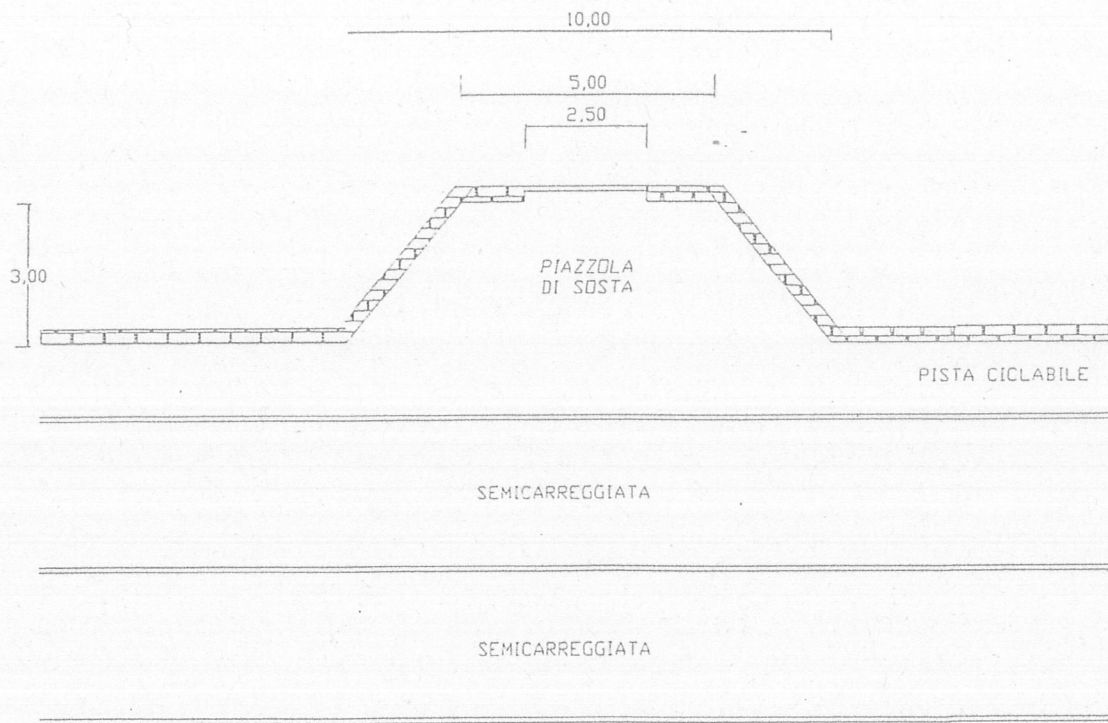 10,00
5,00
2,50
3,00
PIAZZOLA
DI SOSTA
PISTA CICLABILE
SEMICARREGGIATA
SEMICARREGGIATA